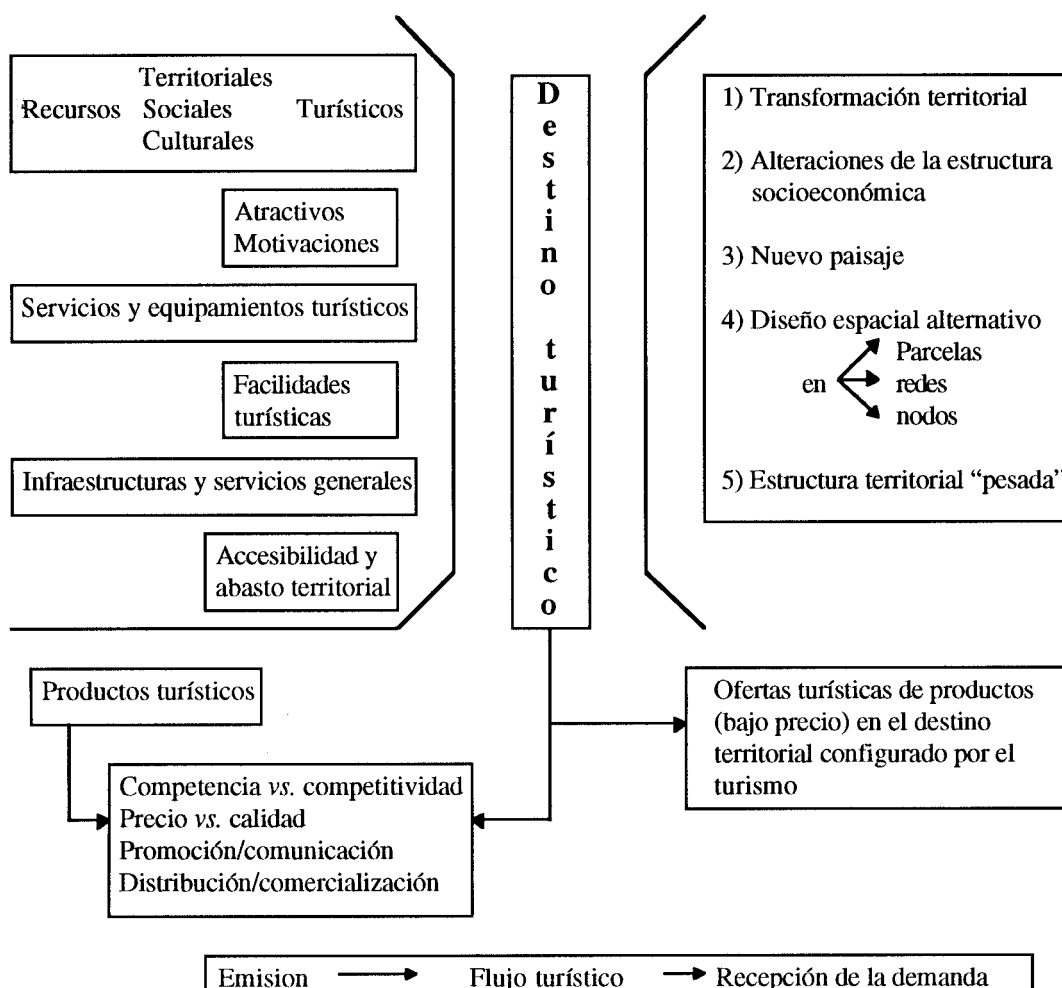 Territoriales
Recursos Sociales Turísticos
Culturales
Atractivos
Motivaciones
Servicios y equipamientos turísticos
Facilidades
turísticas
Infraestructuras y servicios generales
Accesibilidad y
abasto territorial
Destino turístico
1) Transformación territorial
2) Alteraciones de la estructura
socioeconómica
3) Nuevo paisaje
4) Diseño espacial alternativo
Parcelas
en redes
nodos
5) Estructura territorial “pesada”
Productos turísticos
Competencia vs. competitividad
Precio vs. calidad
Promoción/comunicación
Distribución/comercialización
Ofertas turísticas de productos
(bajo precio) en el destino
territorial configurado por el
turismo
Emision Flujo turístico Recepción de la demanda